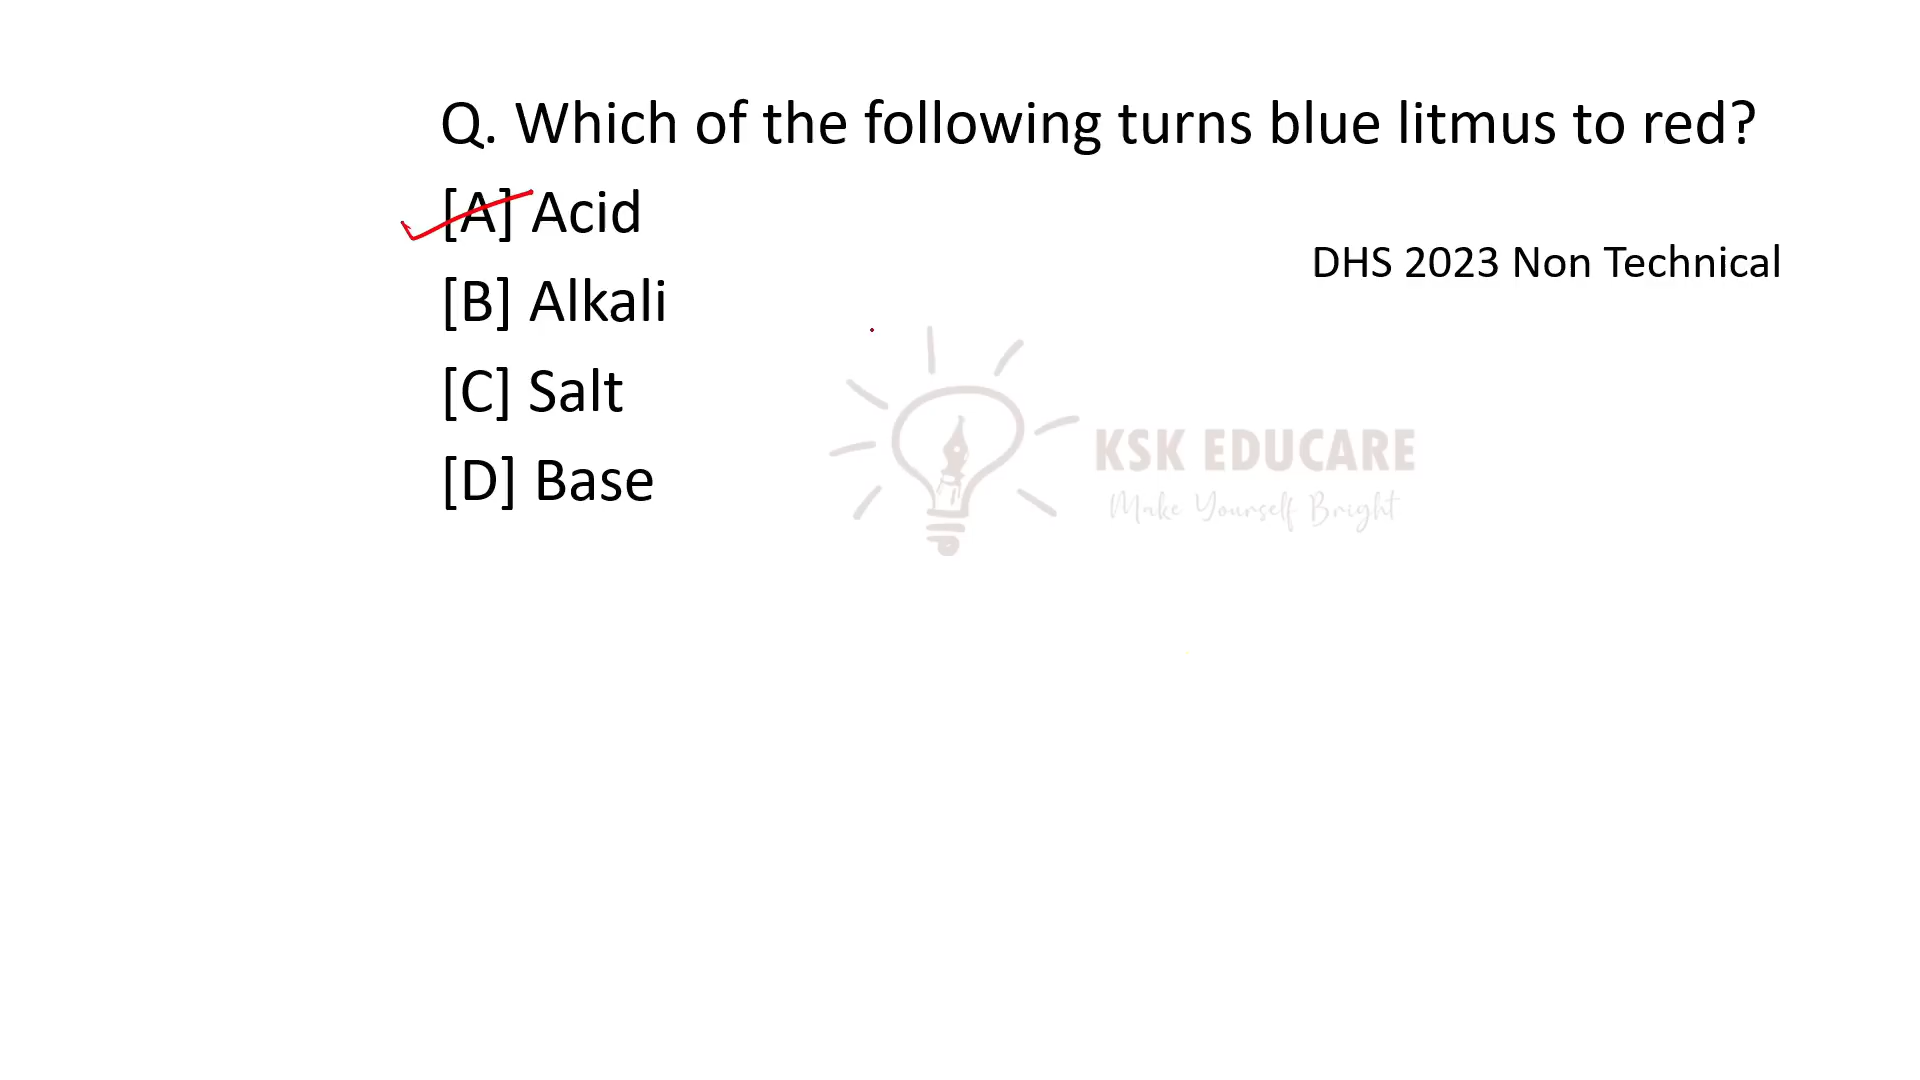 Q. Which of the following turns blue litmus to red?
[A] Acid
DHS 2023 Non Technical
[B] Alkali
[C] Salt
[D] Base
KSK EDUCARE
Make Yourself Bright